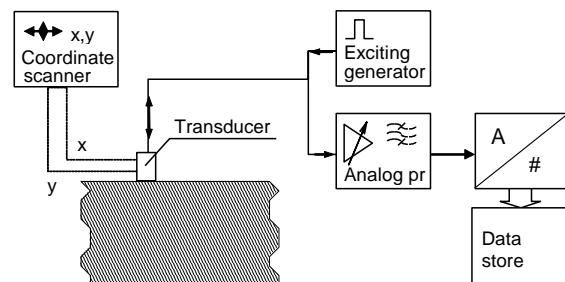 x,y
Coordinate
scanner
Exciting
generator
Transducer
x
y
Analog pr
A
#
Data
store